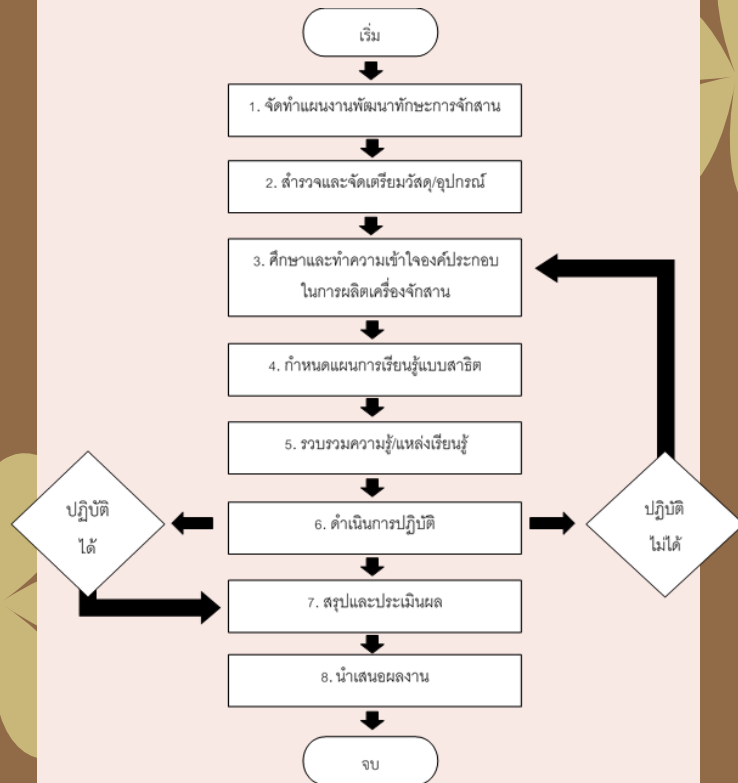 เริ่ม
1. จัดทำแผนงานพัฒนาทักษะการจักสาน
2. สำรวจและจัดเตรียมวัสดุ/อุปกรณ์
3. ศึกษาและทำความเข้าใจองค์ประกอบ
ในการผลิตเครื่องจักสาน
4. กำหนดแผนการเรียนรู้แบบสาธิต
5. รวบรวมความรู้/แหล่งเรียนรู้
ปฏิบัติ
ได้
6. ดำเนินการปฏิบัติ
ปฏิบัติ
ไม่ได้
7. สรุปและประเมินผล
8. นำเสนอผลงาน
จบ